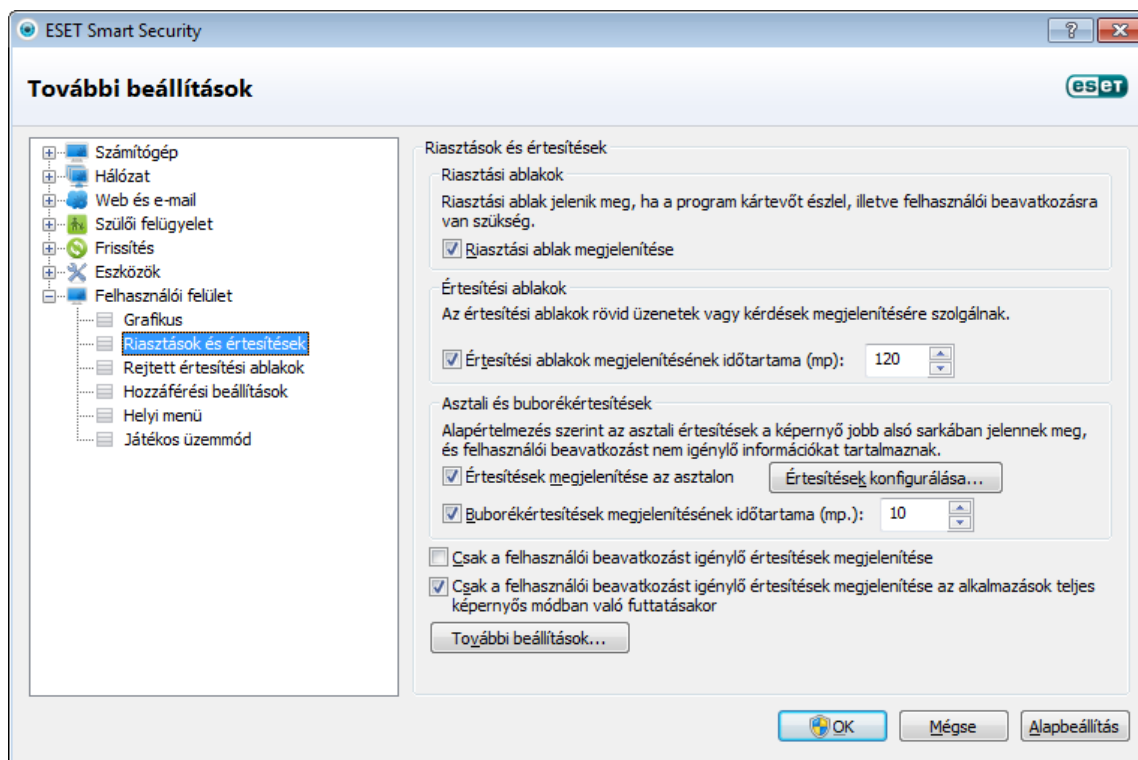 ESET Smart Security
További beállítások
eset
Számítógép
Hálózat
Web és e-mail
Szülői felügyelet
Frissítés
Eszközök
Felhasználói felület
Grafikus
Riasztások és értesítések
Rejtett értesítési ablakok
Hozzáférési beállítások
Helyi menü
Játékos üzemmód
Riasztások és értesítések
Riasztási ablakok
Riasztási ablak jelenik meg, ha a program kártevőt észlel, illetve felhasználói beavatkozásra
van szükség.
Riasztási ablak megjelenítése
Értesítési ablakok
Az értesítési ablakok rövid üzenetek vagy kérdések megjelenítésére szolgálnak.
Értesítési ablakok megjelenítésének időtartama (mp): 120
Asztali és buborékértesítések
Alapértelmezés szerint az asztali értesítések a képernyő jobb alsó sarkában jelennek meg,
és felhasználói beavatkozást nem igénylő információkat tartalmaznak.
Értesítések megjelenítése az asztalon Értesítések konfigurálása...
Buborékértesítések megjelenítésének időtartama (mp.): 10
Csak a felhasználói beavatkozást igénylő értesítések megjelenítése
Csak a felhasználói beavatkozást igénylő értesítések megjelenítése az alkalmazások teljes
képernyős módban való futtatásakor
További beállítások...
OK Mégse Alapbeállítás